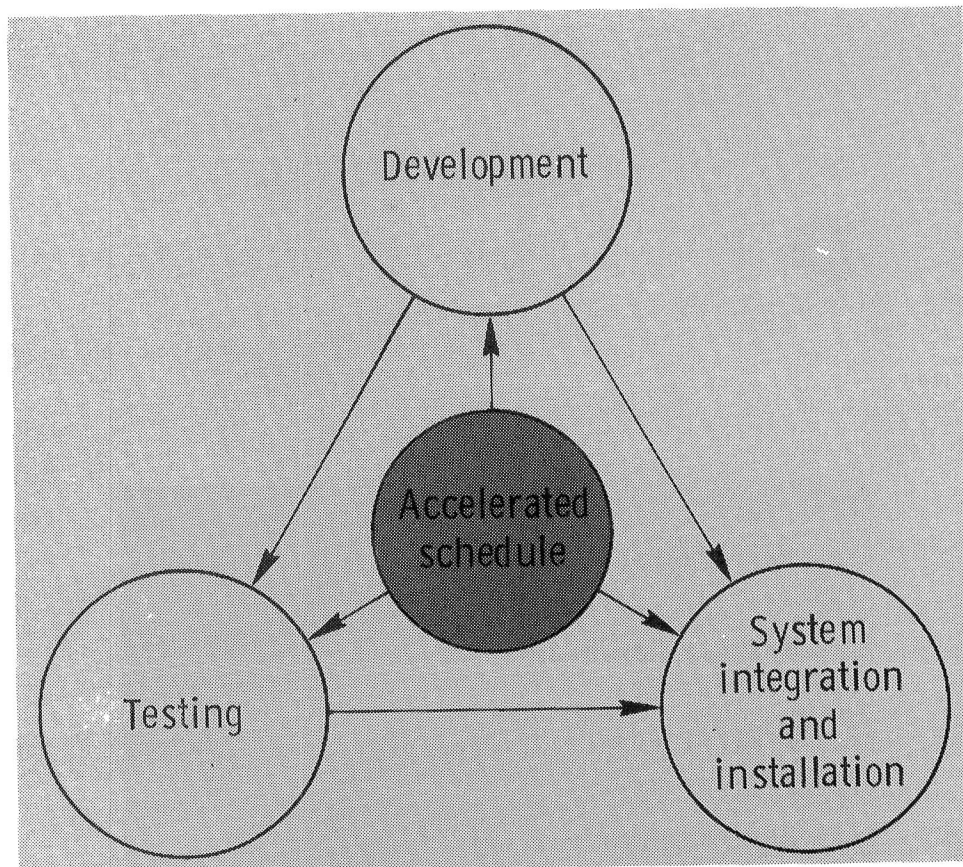 Development
Accelerated
schedule
Testing
System
integration
and
installation